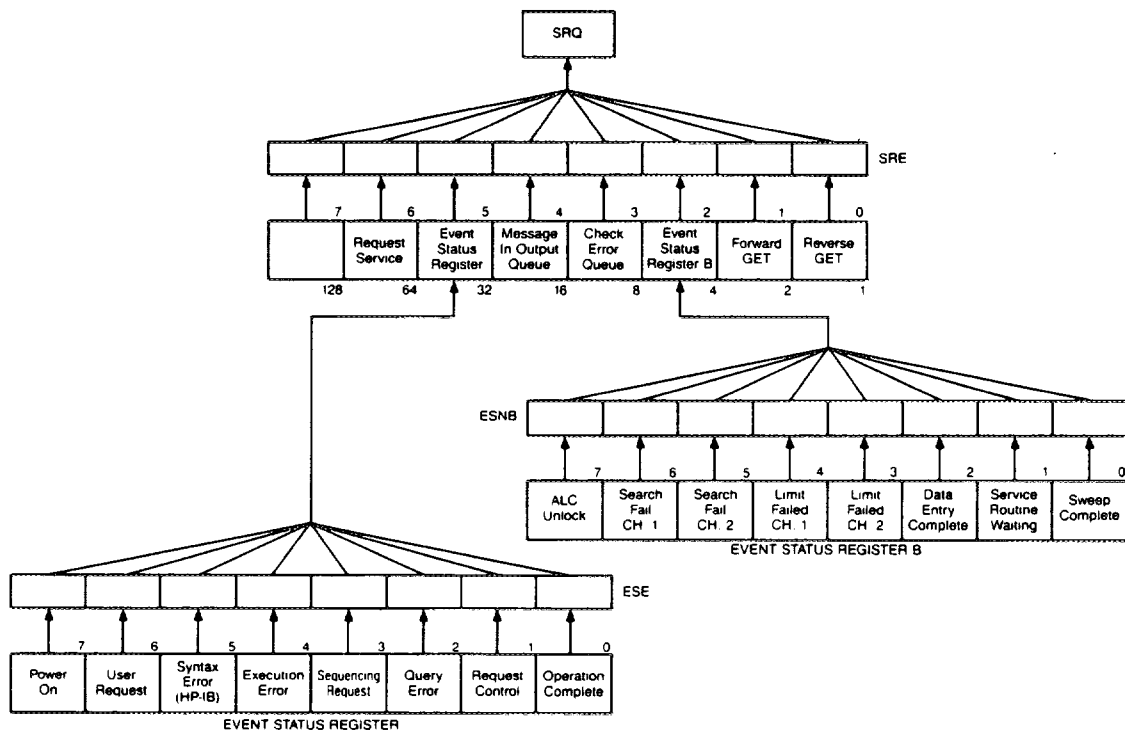 SRQ
SRE
7 6 5 4 3 2 1 0
Request Service
Event Status Register
Message In Output Queue
Check Error Queue
Event Status Register B
Forward GET
Reverse GET
128 64 32 16 8 4 2 1
ESNB
7 6 5 4 3 2 1 0
ALC Unlock
Search Fail CH. 1
Search Fail CH. 2
Limit Failed CH. 1
Limit Failed CH. 2
Data Entry Complete
Service Routine Waiting
Sweep Complete
EVENT STATUS REGISTER B
ESE
7 6 5 4 3 2 1 0
Power On
User Request
Syntax Error (HP-IB)
Execution Error
Sequencing Request
Query Error
Request Control
Operation Complete
EVENT STATUS REGISTER